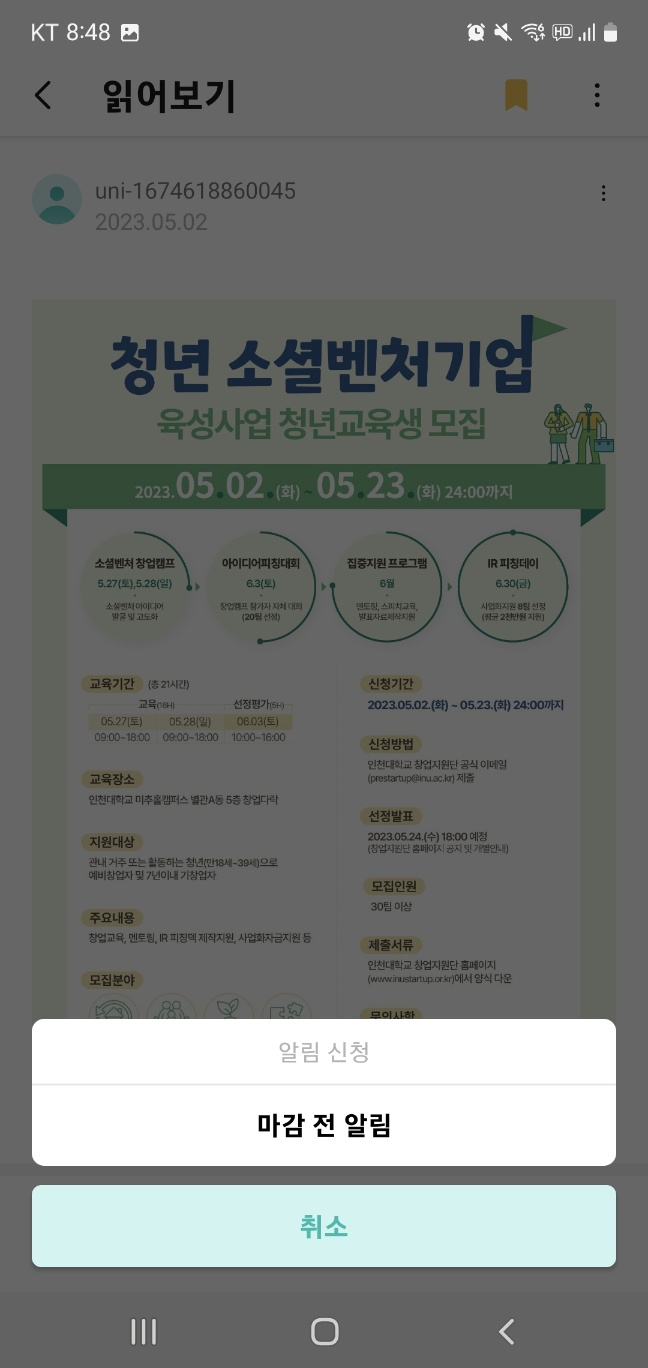 KT 8:48
HD
읽어보기
uni-1674618860045
2023.05.02
청년 소셜벤처기업
육성사업 청년교육생 모집
2023.05.02.(화) ~ 05.23.(화) 24:00까지
소셜벤처 창업캠프
5.27(토),5.28(일)
소셜벤처 아이디어
발굴 및 고도화
아이디어피칭대회
6.3(토)
창업캠프 참가자 자체 대회
(20팀 선정)
집중지원 프로그램
6월
멘토링, 스피치교육,
발표자료제작지원
IR 피칭데이
6.30(금)
사업화지원 8팀 선정
(평균 2천만원 지원)
교육기간 (총 21시간)
교육(16H) 선정평가(5H)
05.27(토) 05.28(일) 06.03(토)
09:00~18:00 09:00~18:00 10:00~16:00
교육장소
인천대학교 미추홀캠퍼스 별관A동 5층 창업다락
지원대상
관내 거주 또는 활동하는 청년(만18세~39세)으로
예비창업자 및 7년이내 기창업자
주요내용
창업교육, 멘토링, IR 피칭덱 제작지원, 사업화자금지원 등
모집분야
신청기간
2023.05.02.(화) ~ 05.23.(화) 24:00까지
신청방법
인천대학교 창업지원단 공식 이메일
(prestartup@inu.ac.kr) 제출
선정발표
2023.05.24.(수) 18:00 예정
(창업지원단 홈페이지 공지 및 개별안내)
모집인원
30팀 이상
제출서류
인천대학교 창업지원단 홈페이지
(www.inustartup.or.kr)에서 양식 다운
문의사항
알림 신청
마감 전 알림
취소